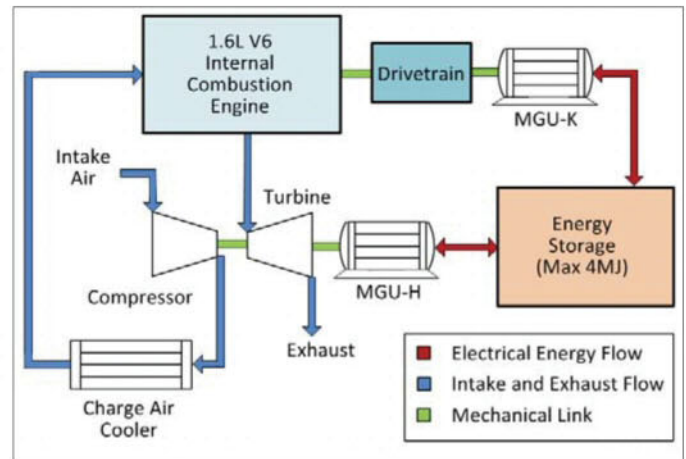 1.6L V6
Internal
Combustion
Engine
Drivetrain
MGU-K
Intake
Air
Turbine
Compressor
MGU-H
Energy
Storage
(Max 4MJ)
Exhaust
Charge Air
Cooler
Electrical Energy Flow
Intake and Exhaust Flow
Mechanical Link